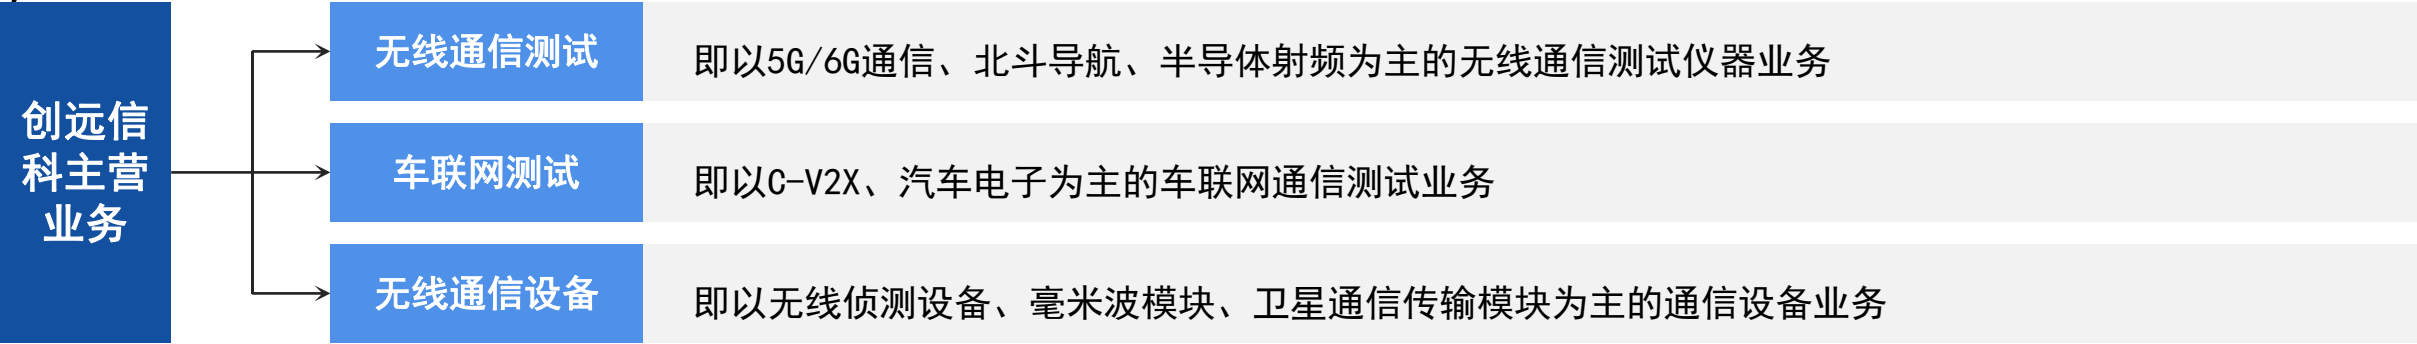 创远信
科主营
业务
无线通信测试
即以5G/6G通信、北斗导航、半导体射频为主的无线通信测试仪器业务
车联网测试
即以C-V2X、汽车电子为主的车联网通信测试业务
无线通信设备
即以无线侦测设备、毫米波模块、卫星通信传输模块为主的通信设备业务